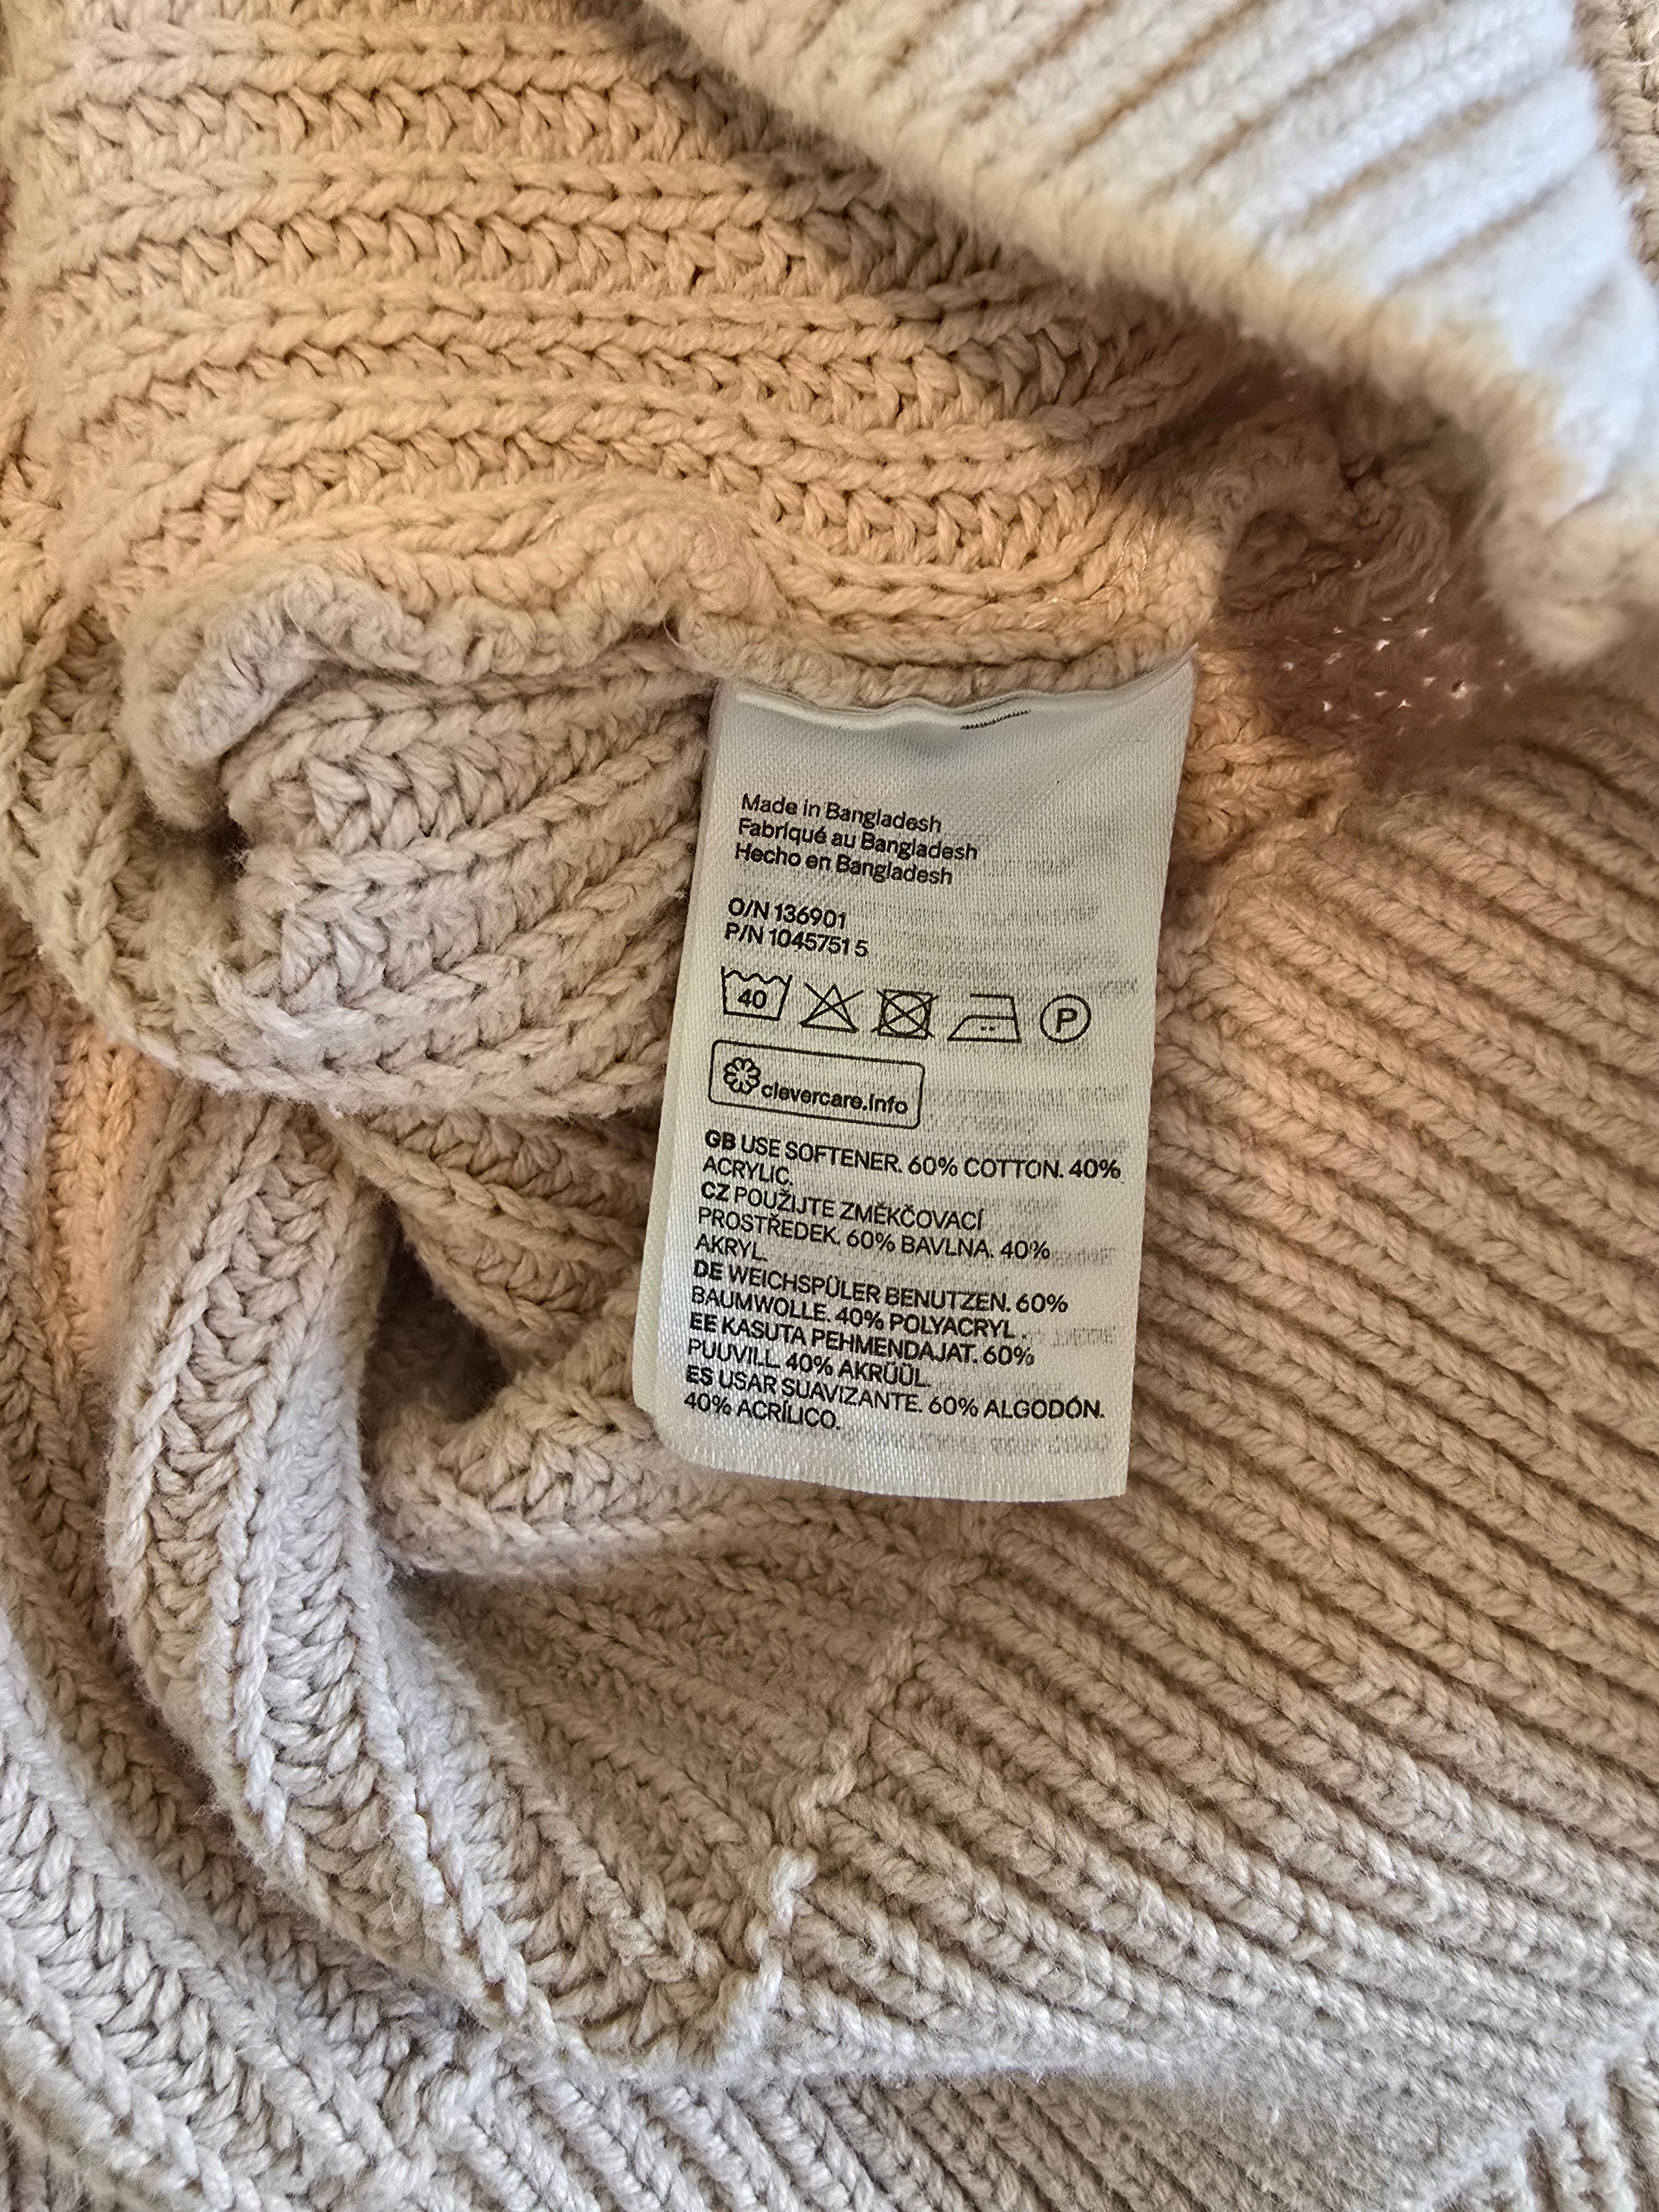 Made in Bangladesh
Fabriqué au Bangladesh
Hecho en Bangladesh
O/N 136901
P/N 1045751 5
40
P
clevercare.info
GB USE SOFTENER. 60% COTTON. 40%
ACRYLIC.
CZ POUŽIJTE ZMĚKČOVACÍ
PROSTŘEDEK. 60% BAVLNA. 40%
AKRYL.
DE WEICHSPÜLER BENUTZEN. 60%
BAUMWOLLE. 40% POLYACRYL .
EE KASUTA PEHMENDAJAT. 60%
PUUVILL. 40% AKRÜÜL.
ES USAR SUAVIZANTE. 60% ALGODÓN.
40% ACRÍLICO.